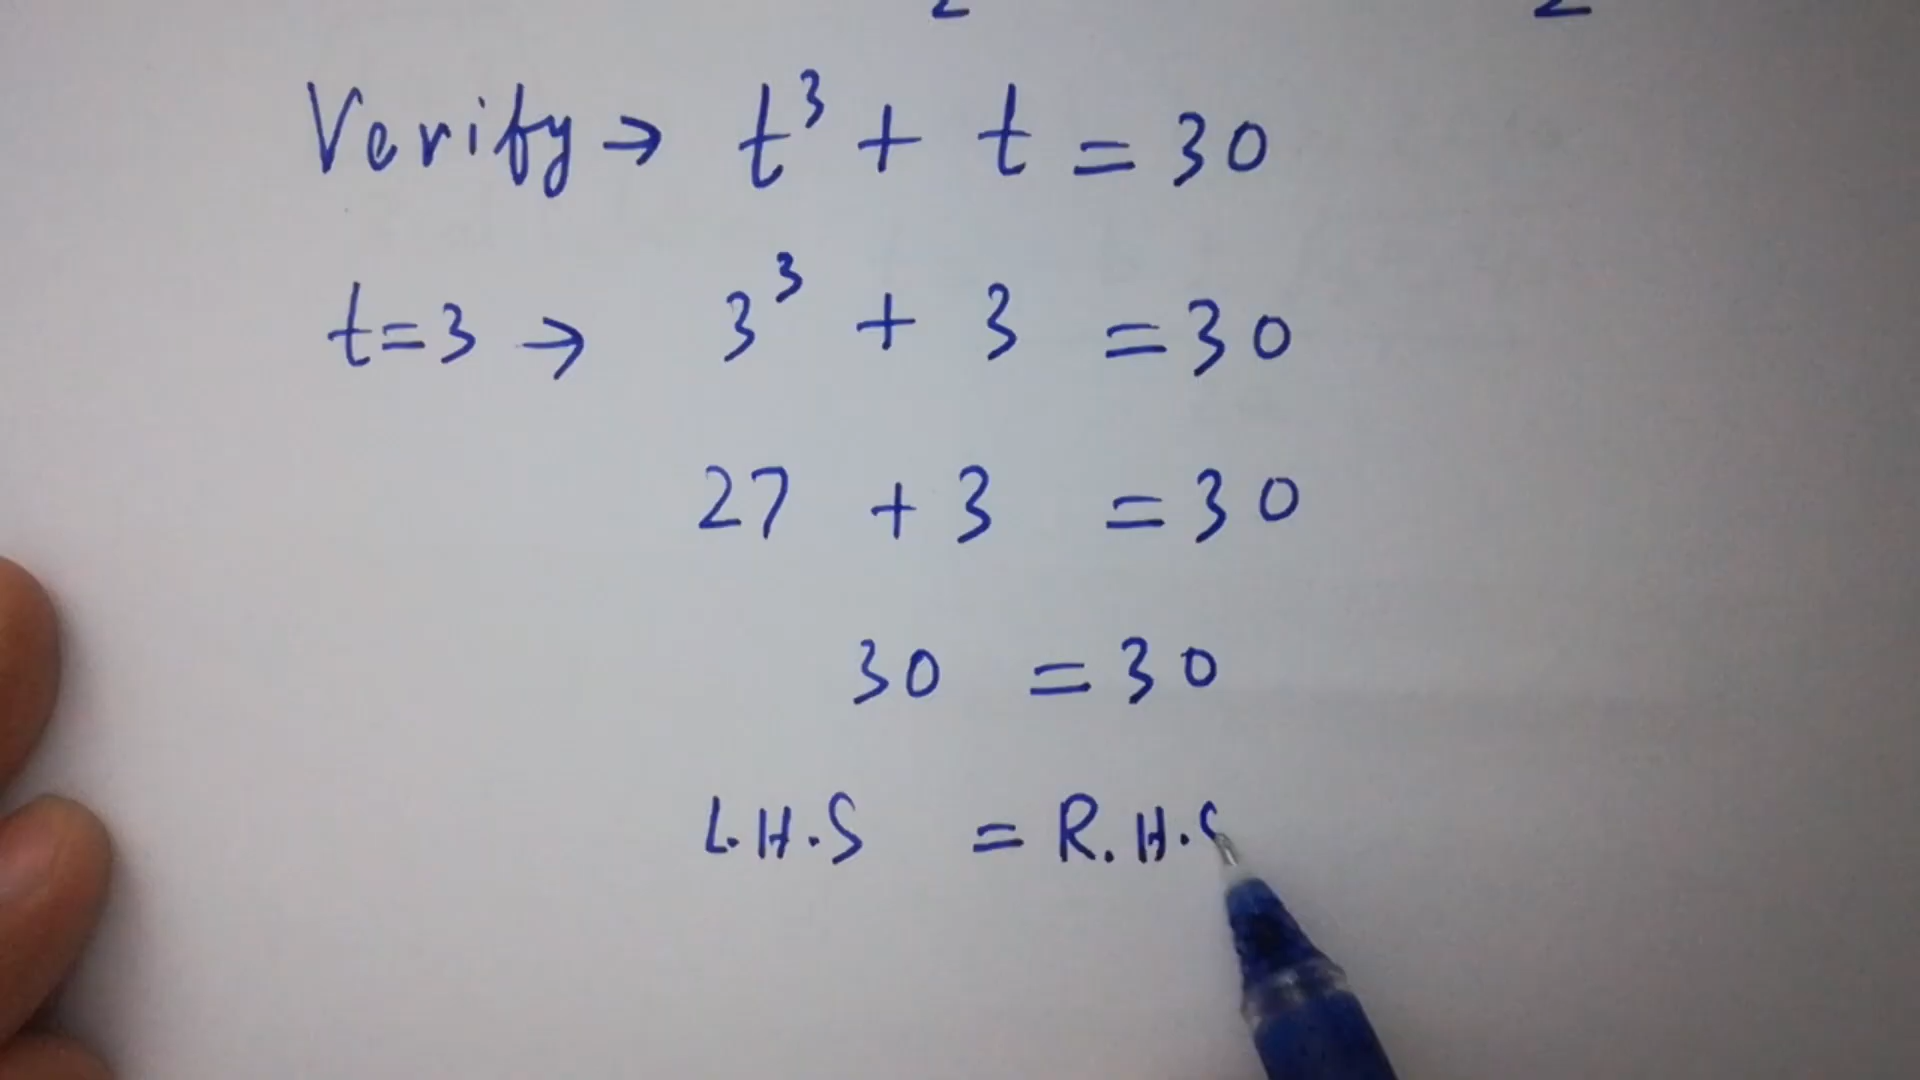 Verify → t³ + t = 30
t=3 → 3³ + 3 = 30
27 + 3 = 30
30 = 30
L.H.S = R.H.S